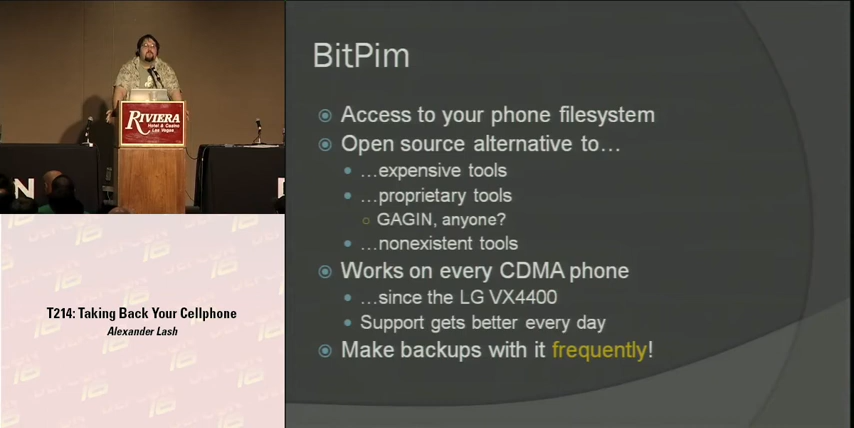 RIVIERA
Hotel & Casino
Las Vegas
N
T214: Taking Back Your Cellphone
Alexander Lash
BitPim
Access to your phone filesystem
Open source alternative to…
…expensive tools
…proprietary tools
GAGIN, anyone?
…nonexistent tools
Works on every CDMA phone
…since the LG VX4400
Support gets better every day
Make backups with it frequently!